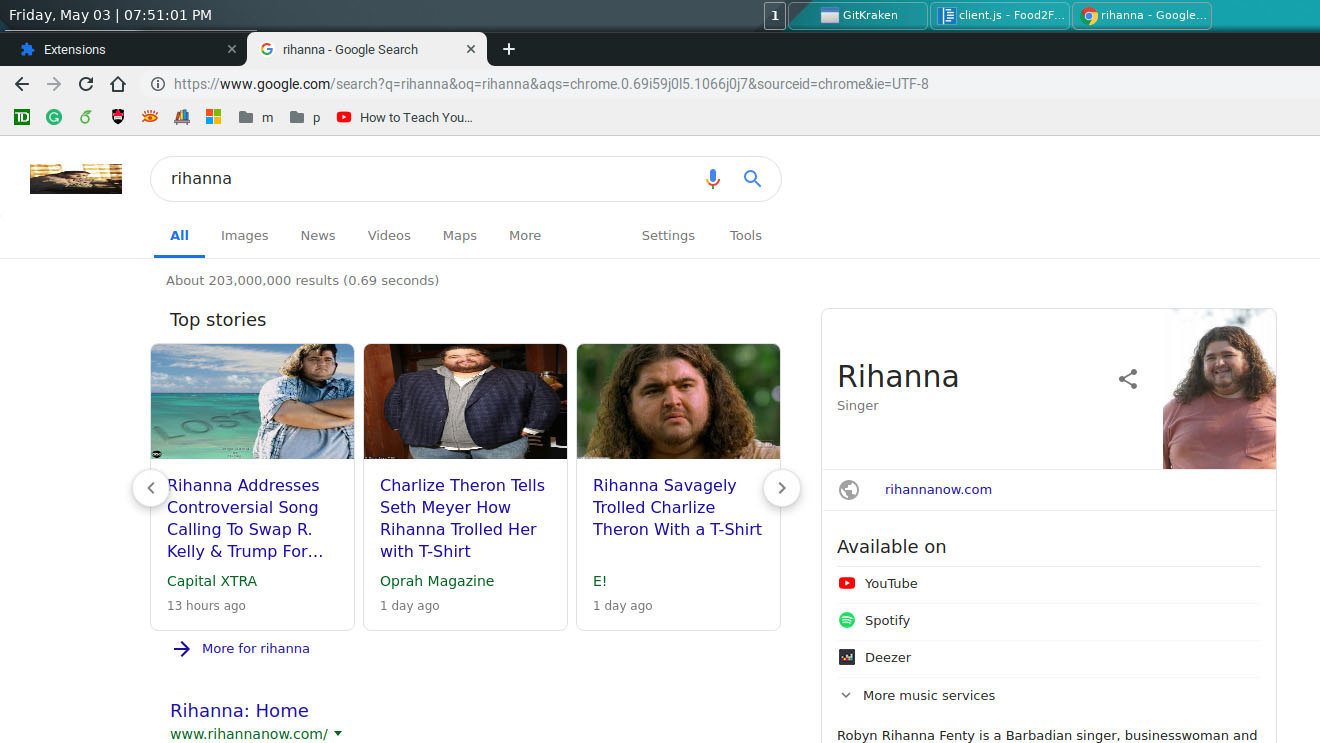 Friday, May 03 | 07:51:01 PM
1
GitKraken
client.js - Food2F...
rihanna - Google...
Extensions
rihanna - Google Search
https://www.google.com/search?q=rihanna&oq=rihanna&aqs=chrome.0.69i59j0l5.1066j0j7&sourceid=chrome&ie=UTF-8
TD
m
p
How to Teach You...
rihanna
All
Images
News
Videos
Maps
More
Settings
Tools
About 203,000,000 results (0.69 seconds)
Top stories
LOST
Rihanna Addresses
Controversial Song
Calling To Swap R.
Kelly & Trump For...
Capital XTRA
13 hours ago
Charlize Theron Tells
Seth Meyer How
Rihanna Trolled Her
with T-Shirt
Oprah Magazine
1 day ago
Rihanna Savagely
Trolled Charlize
Theron With a T-Shirt
E!
1 day ago
More for rihanna
Rihanna: Home
www.rihannanow.com/
Rihanna
Singer
rihannanow.com
Available on
YouTube
Spotify
Deezer
More music services
Robyn Rihanna Fenty is a Barbadian singer, businesswoman and